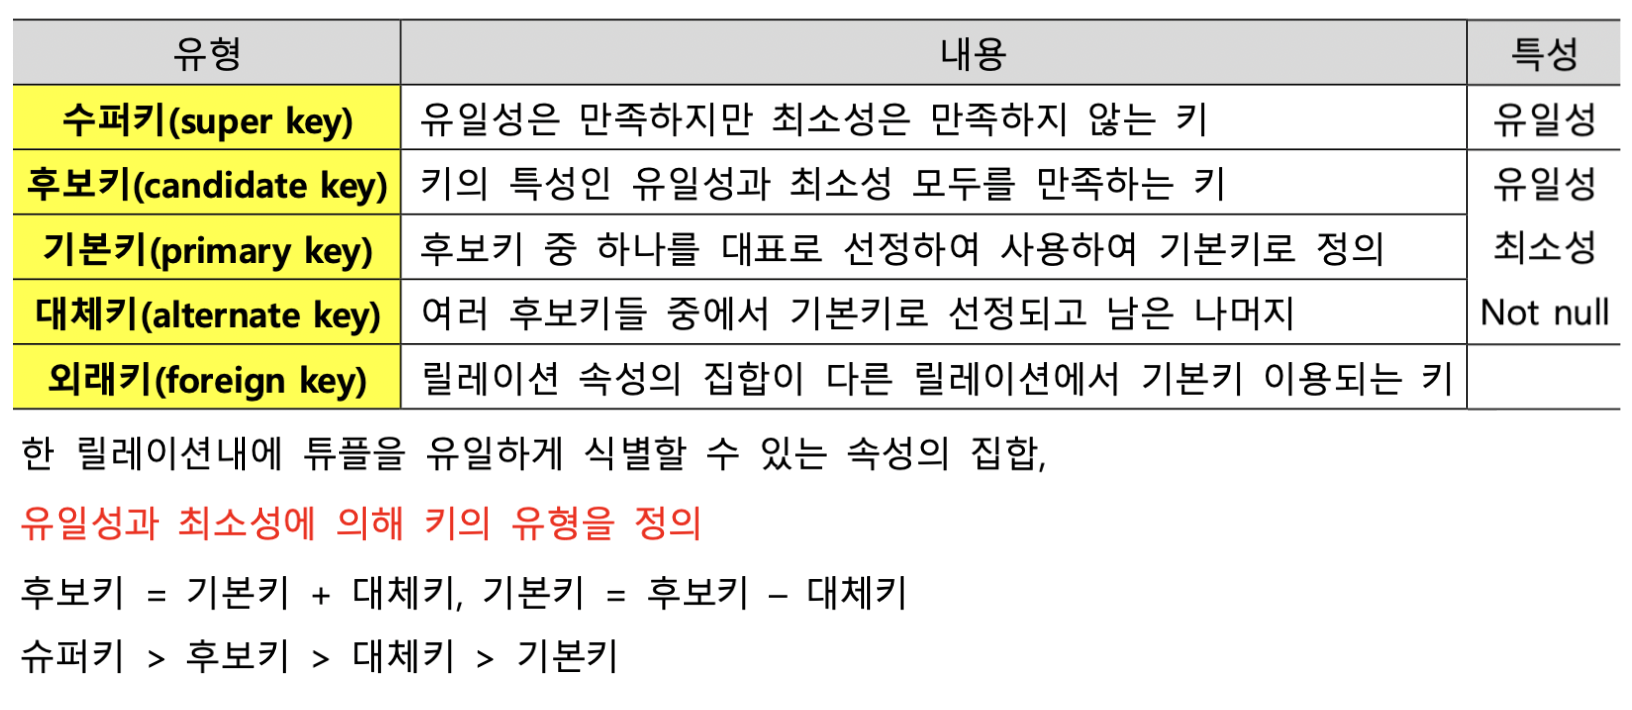 유형 내용 특성
수퍼키(super key) 유일성은 만족하지만 최소성은 만족하지 않는 키 유일성
후보키(candidate key) 키의 특성인 유일성과 최소성 모두를 만족하는 키 유일성
기본키(primary key) 후보키 중 하나를 대표로 선정하여 사용하여 기본키로 정의 최소성
대체키(alternate key) 여러 후보키들 중에서 기본키로 선정되고 남은 나머지 Not null
외래키(foreign key) 릴레이션 속성의 집합이 다른 릴레이션에서 기본키 이용되는 키
한 릴레이션내에 튜플을 유일하게 식별할 수 있는 속성의 집합,
유일성과 최소성에 의해 키의 유형을 정의
후보키 = 기본키 + 대체키, 기본키 = 후보키 – 대체키
슈퍼키 > 후보키 > 대체키 > 기본키